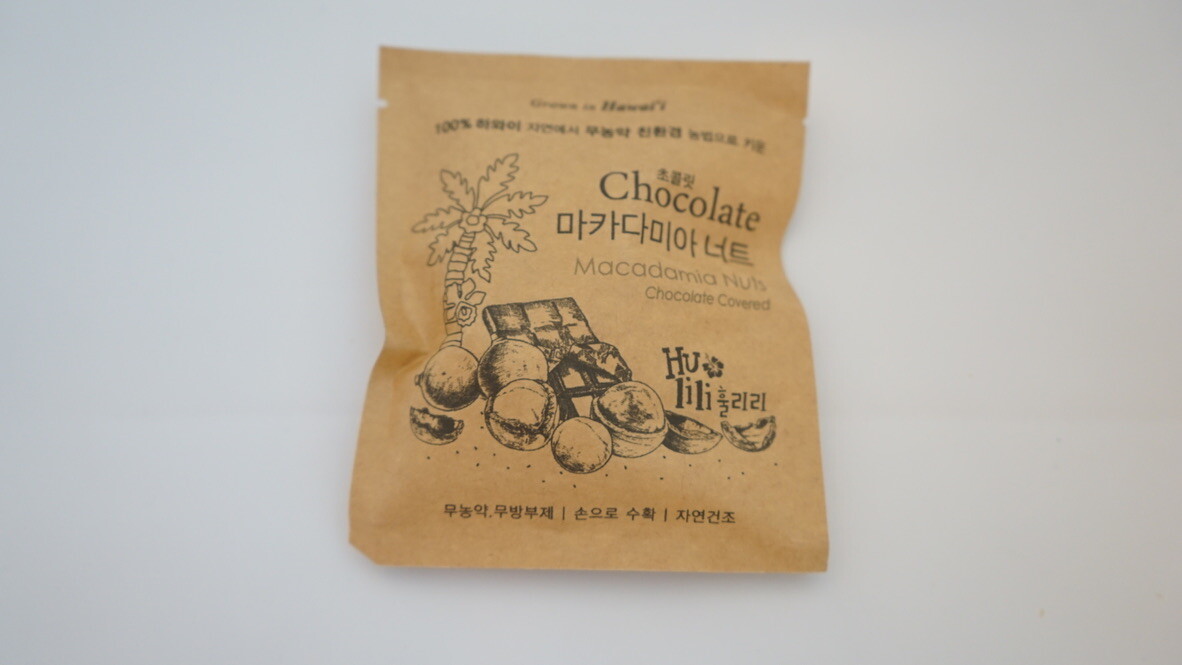 Grown in Hawai'i
100% 하와이 자연에서 무농약 친환경 농법으로 키운
초콜릿
Chocolate
마카다미아 너트
Macadamia Nuts
Chocolate Covered
Hu
lili 훌리리
무농약,무방부제 | 손으로 수확 | 자연건조